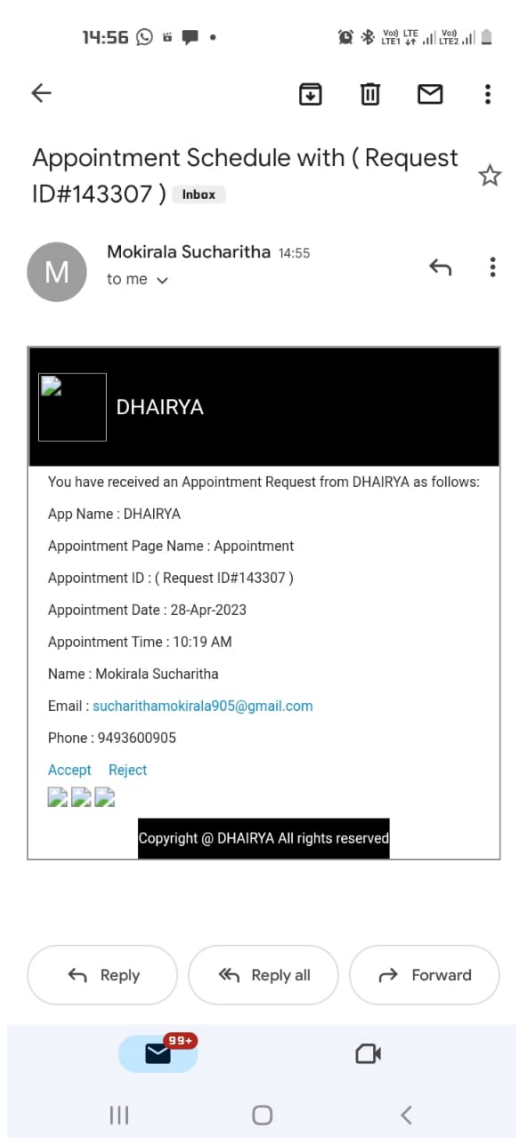 14:56
Vo) LTE Vo)
LTE1 LTE2
Appointment Schedule with ( Request
ID#143307 ) Inbox
M
Mokirala Sucharitha 14:55
to me
DHAIRYA
You have received an Appointment Request from DHAIRYA as follows:
App Name : DHAIRYA
Appointment Page Name : Appointment
Appointment ID : ( Request ID#143307 )
Appointment Date : 28-Apr-2023
Appointment Time : 10:19 AM
Name : Mokirala Sucharitha
Email : sucharithamokirala905@gmail.com
Phone : 9493600905
Accept Reject
Copyright @ DHAIRYA All rights reserved
Reply Reply all Forward
99+